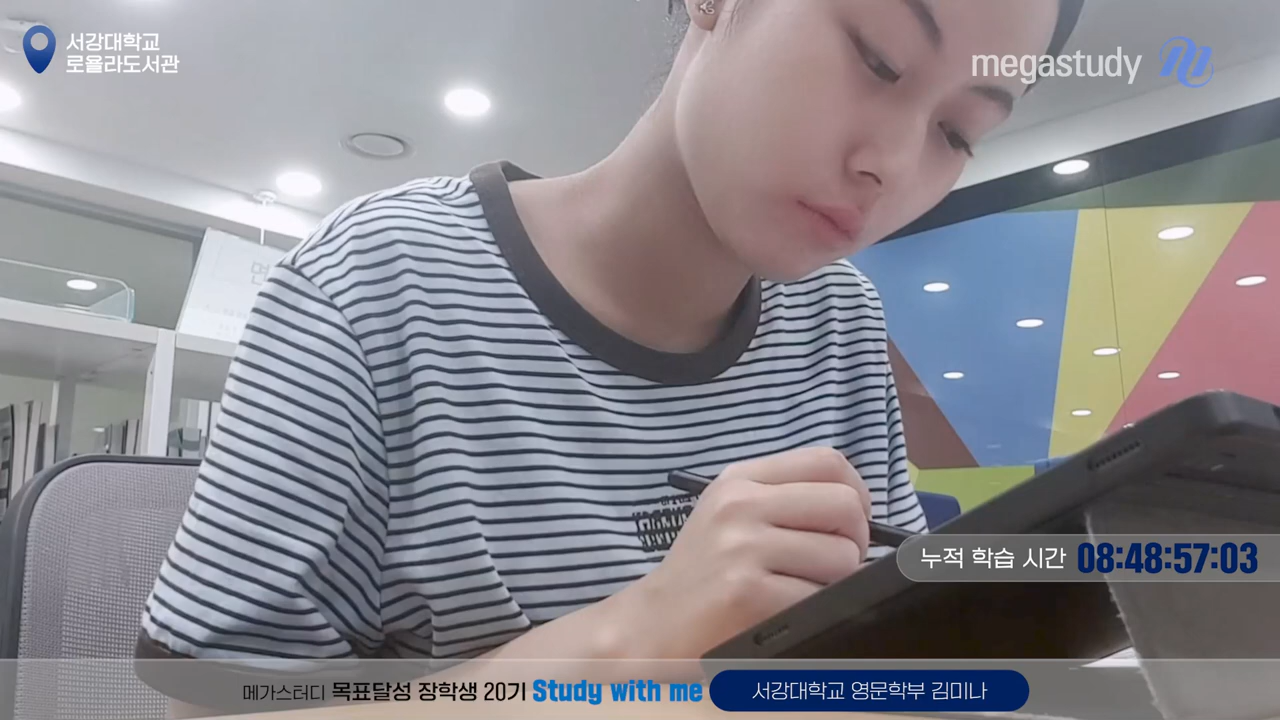 서강대학교
로욜라도서관
megastudy
면
누적 학습 시간 08:48:57:03
메가스터디 목표달성 장학생 20기 Study with me 서강대학교 영문학부 김미나